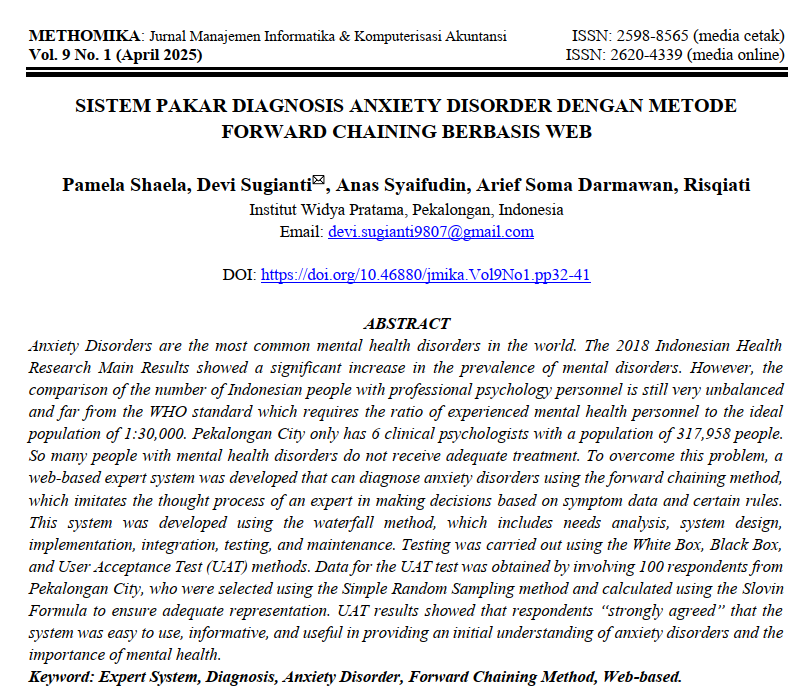 METHOMIKA: Jurnal Manajemen Informatika & Komputerisasi Akuntansi ISSN: 2598-8565 (media cetak)
Vol. 9 No. 1 (April 2025) ISSN: 2620-4339 (media online)
SISTEM PAKAR DIAGNOSIS ANXIETY DISORDER DENGAN METODE
FORWARD CHAINING BERBASIS WEB
Pamela Shaela, Devi Sugianti✉, Anas Syaifudin, Arief Soma Darmawan, Risqiati
Institut Widya Pratama, Pekalongan, Indonesia
Email: devi.sugianti9807@gmail.com
DOI: https://doi.org/10.46880/jmika.Vol9No1.pp32-41
ABSTRACT
Anxiety Disorders are the most common mental health disorders in the world. The 2018 Indonesian Health
Research Main Results showed a significant increase in the prevalence of mental disorders. However, the
comparison of the number of Indonesian people with professional psychology personnel is still very unbalanced
and far from the WHO standard which requires the ratio of experienced mental health personnel to the ideal
population of 1:30,000. Pekalongan City only has 6 clinical psychologists with a population of 317,958 people.
So many people with mental health disorders do not receive adequate treatment. To overcome this problem, a
web-based expert system was developed that can diagnose anxiety disorders using the forward chaining method,
which imitates the thought process of an expert in making decisions based on symptom data and certain rules.
This system was developed using the waterfall method, which includes needs analysis, system design,
implementation, integration, testing, and maintenance. Testing was carried out using the White Box, Black Box,
and User Acceptance Test (UAT) methods. Data for the UAT test was obtained by involving 100 respondents from
Pekalongan City, who were selected using the Simple Random Sampling method and calculated using the Slovin
Formula to ensure adequate representation. UAT results showed that respondents “strongly agreed” that the
system was easy to use, informative, and useful in providing an initial understanding of anxiety disorders and the
importance of mental health.
Keyword: Expert System, Diagnosis, Anxiety Disorder, Forward Chaining Method, Web-based.